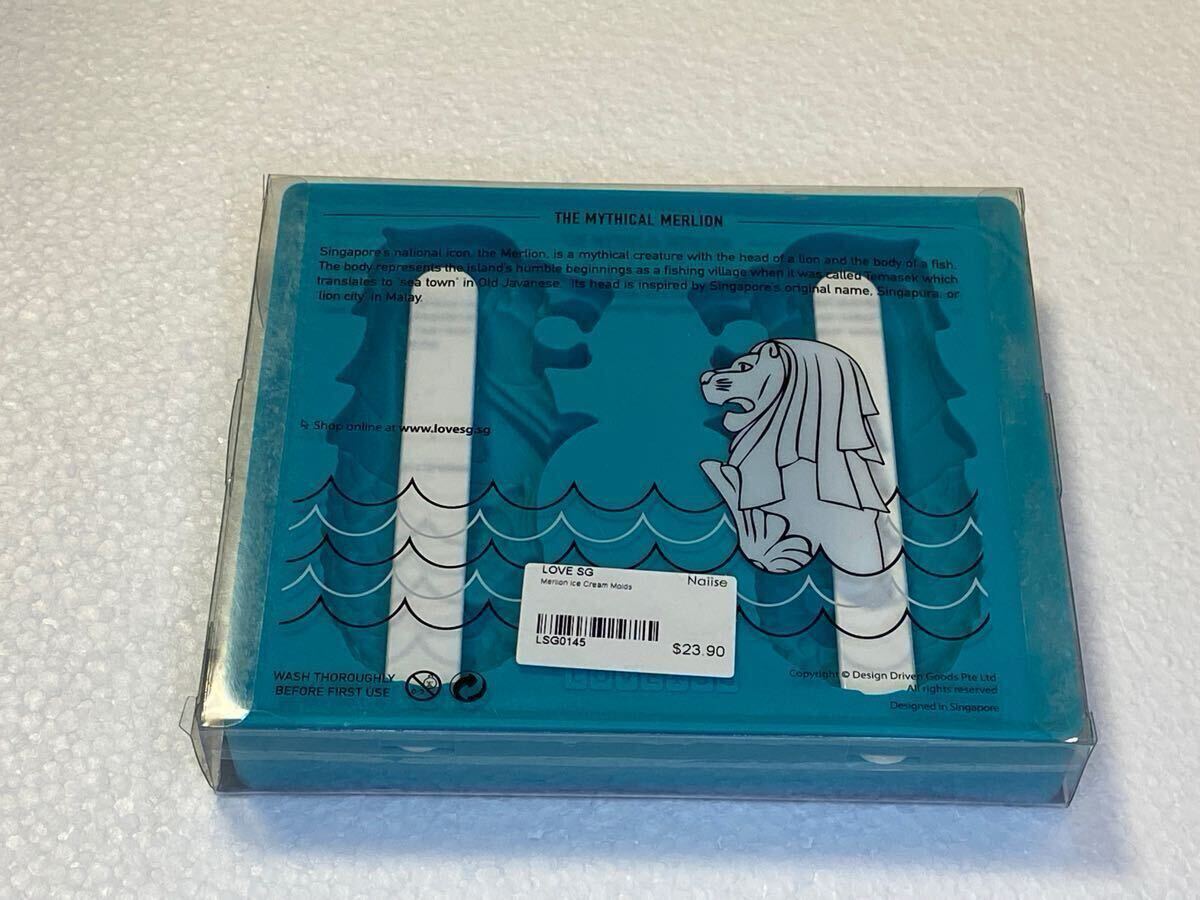 THE MYTHICAL MERLION
Singapore's national icon, the Merlion, is a mythical creature with the head of a lion and the body of a fish.
The body represents the island's humble beginnings as a fishing village when it was called Temasek which
translates to 'sea town' in Old Javanese. Its head is inspired by Singapore's original name, Singapura, or
'lion city' in Malay.
Shop online at www.lovesg.sg
LOVE SG Naiise
Merlion Ice Cream Molds
LSG0145
$23.90
WASH THOROUGHLY
BEFORE FIRST USE
0-3
Copyright © Design Driven Goods Pte Ltd
All rights reserved
Designed in Singapore